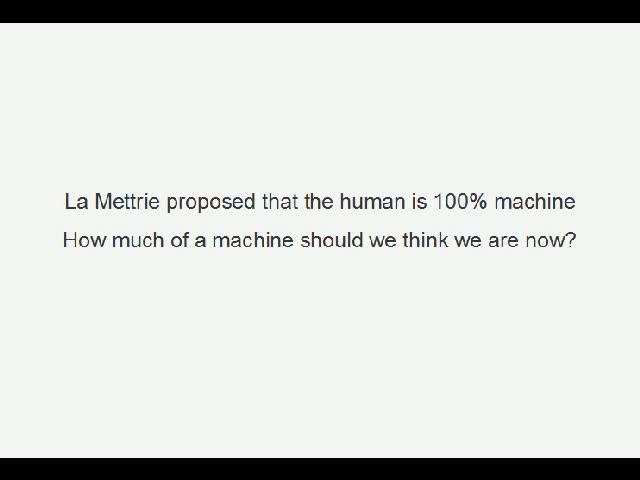 La Mettrie proposed that the human is 100% machine
How much of a machine should we think we are now?